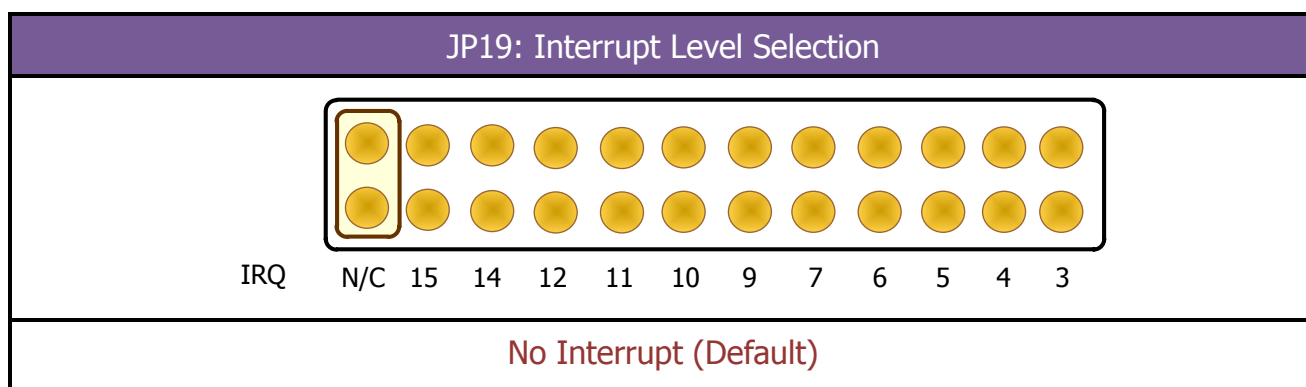 JP19: Interrupt Level Selection
IRQ N/C 15 14 12 11 10 9 7 6 5 4 3
No Interrupt (Default)